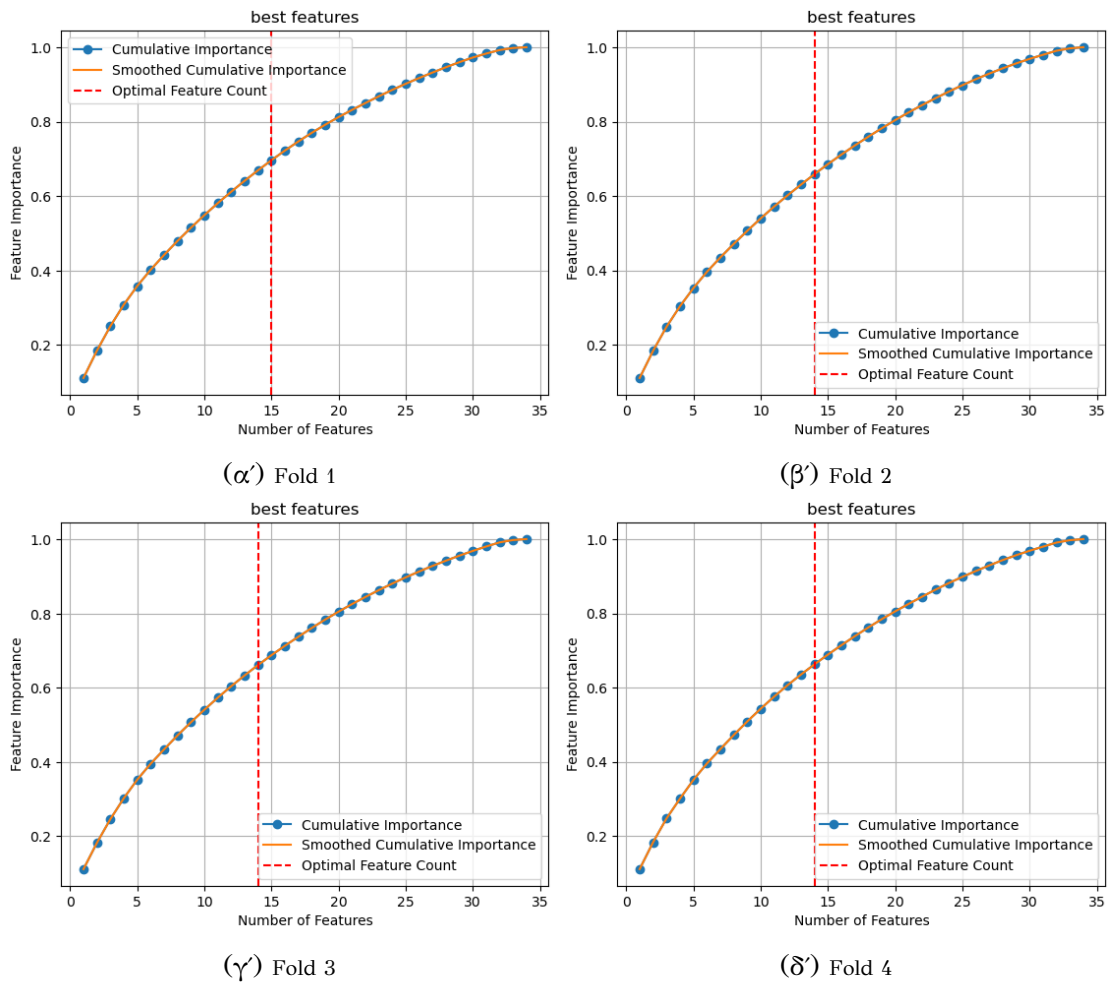 best features
Cumulative Importance
Smoothed Cumulative Importance
Optimal Feature Count
1.0
0.8
0.6
0.4
0.2
Feature Importance
0 5 10 15 20 25 30 35
Number of Features
(α΄) Fold 1
best features
1.0
0.8
0.6
0.4
0.2
Feature Importance
Cumulative Importance
Smoothed Cumulative Importance
Optimal Feature Count
0 5 10 15 20 25 30 35
Number of Features
(β΄) Fold 2
best features
1.0
0.8
0.6
0.4
0.2
Feature Importance
Cumulative Importance
Smoothed Cumulative Importance
Optimal Feature Count
0 5 10 15 20 25 30 35
Number of Features
(γ΄) Fold 3
best features
1.0
0.8
0.6
0.4
0.2
Feature Importance
Cumulative Importance
Smoothed Cumulative Importance
Optimal Feature Count
0 5 10 15 20 25 30 35
Number of Features
(δ΄) Fold 4